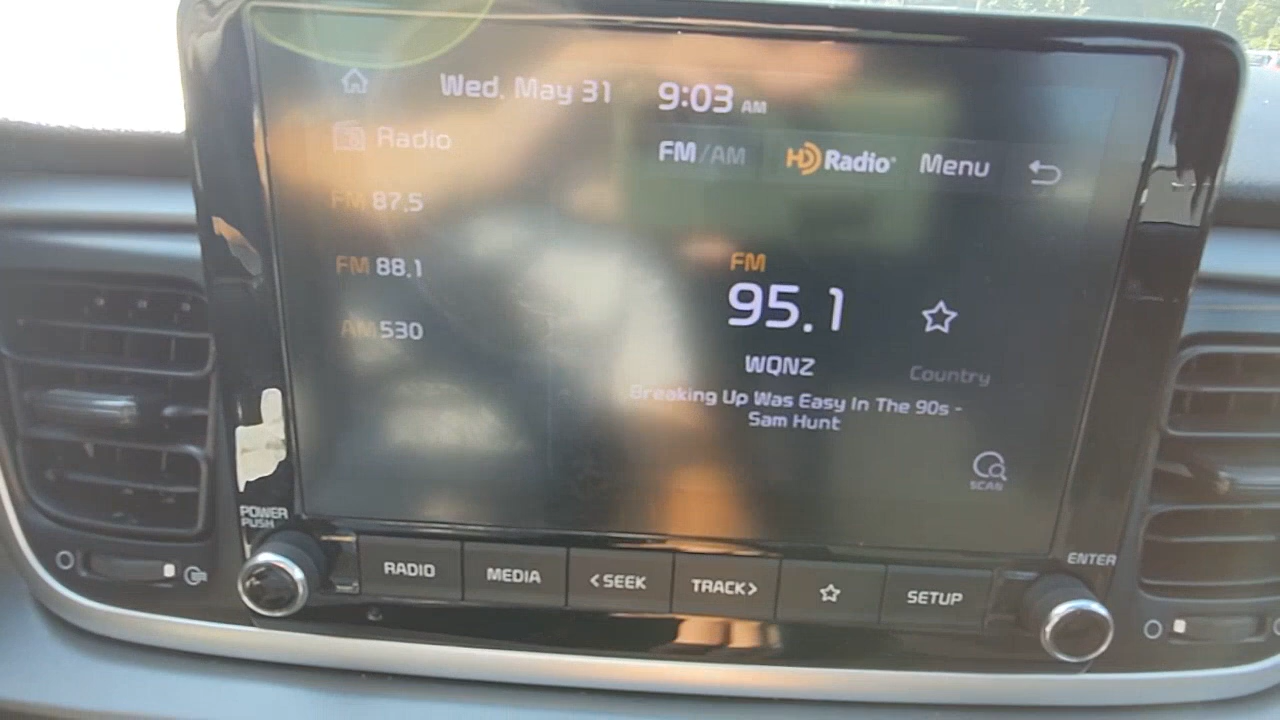 Wed, May 31 9:03 AM
Radio
FM/AM HD Radio Menu
FM 87.5
FM 88.1
AM 530
FM
95.1
WQNZ
Country
Breaking Up Was Easy In The 90s -
Sam Hunt
SCAN
POWER
PUSH
ENTER
RADIO MEDIA <SEEK TRACK> SETUP